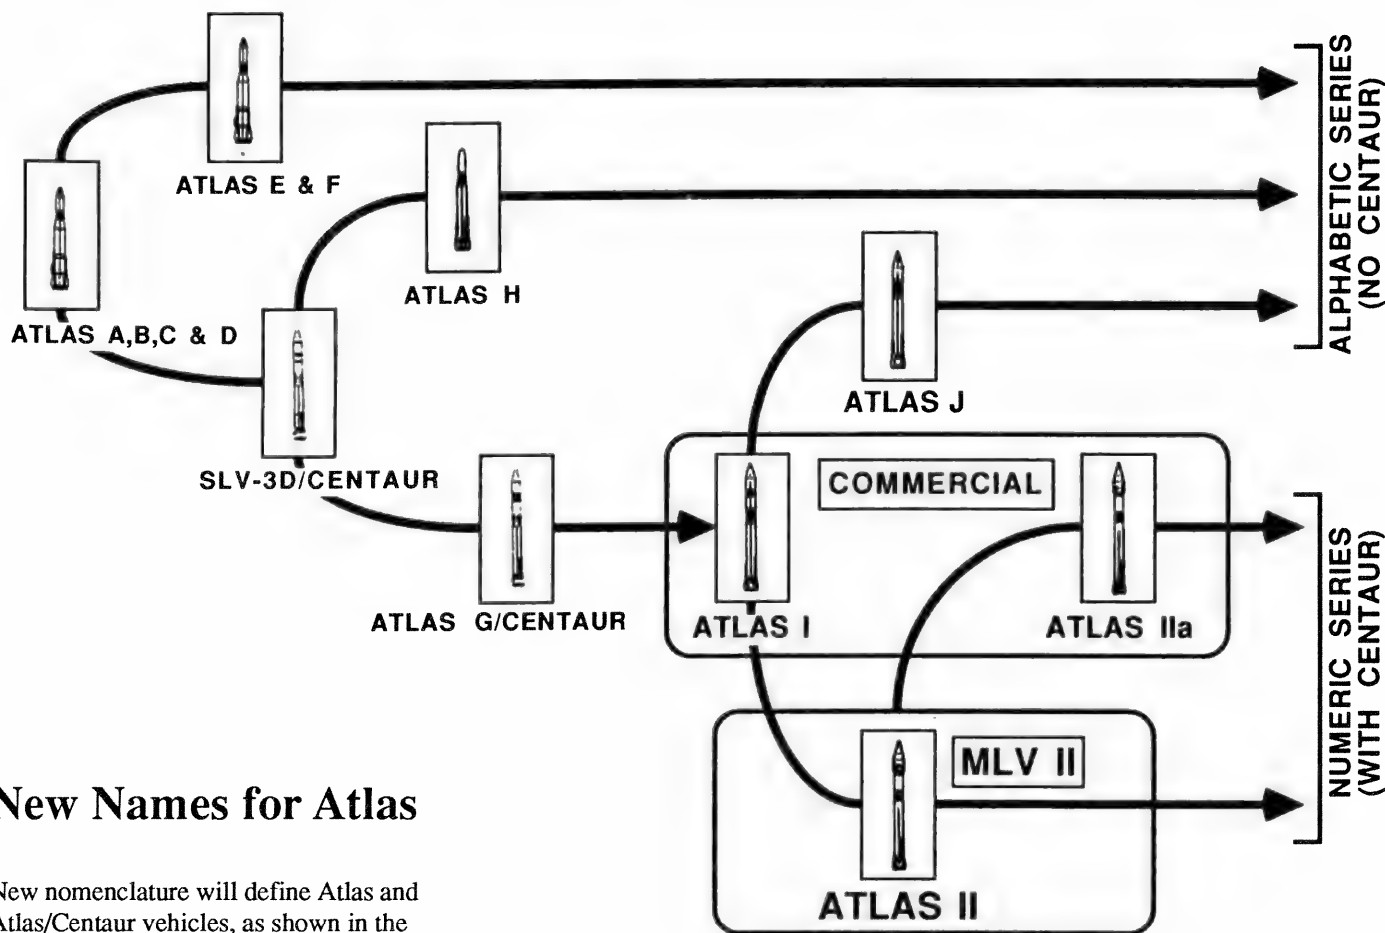 ATLAS E & F
ATLAS H
ATLAS A,B,C & D
ATLAS J
SLV-3D/CENTAUR
COMMERCIAL
ATLAS G/CENTAUR
ATLAS I
ATLAS IIa
MLV II
ATLAS II
ALPHABETIC SERIES
(NO CENTAUR)
NUMERIC SERIES
(WITH CENTAUR)
New Names for Atlas
New nomenclature will define Atlas and
Atlas/Centaur vehicles, as shown in the